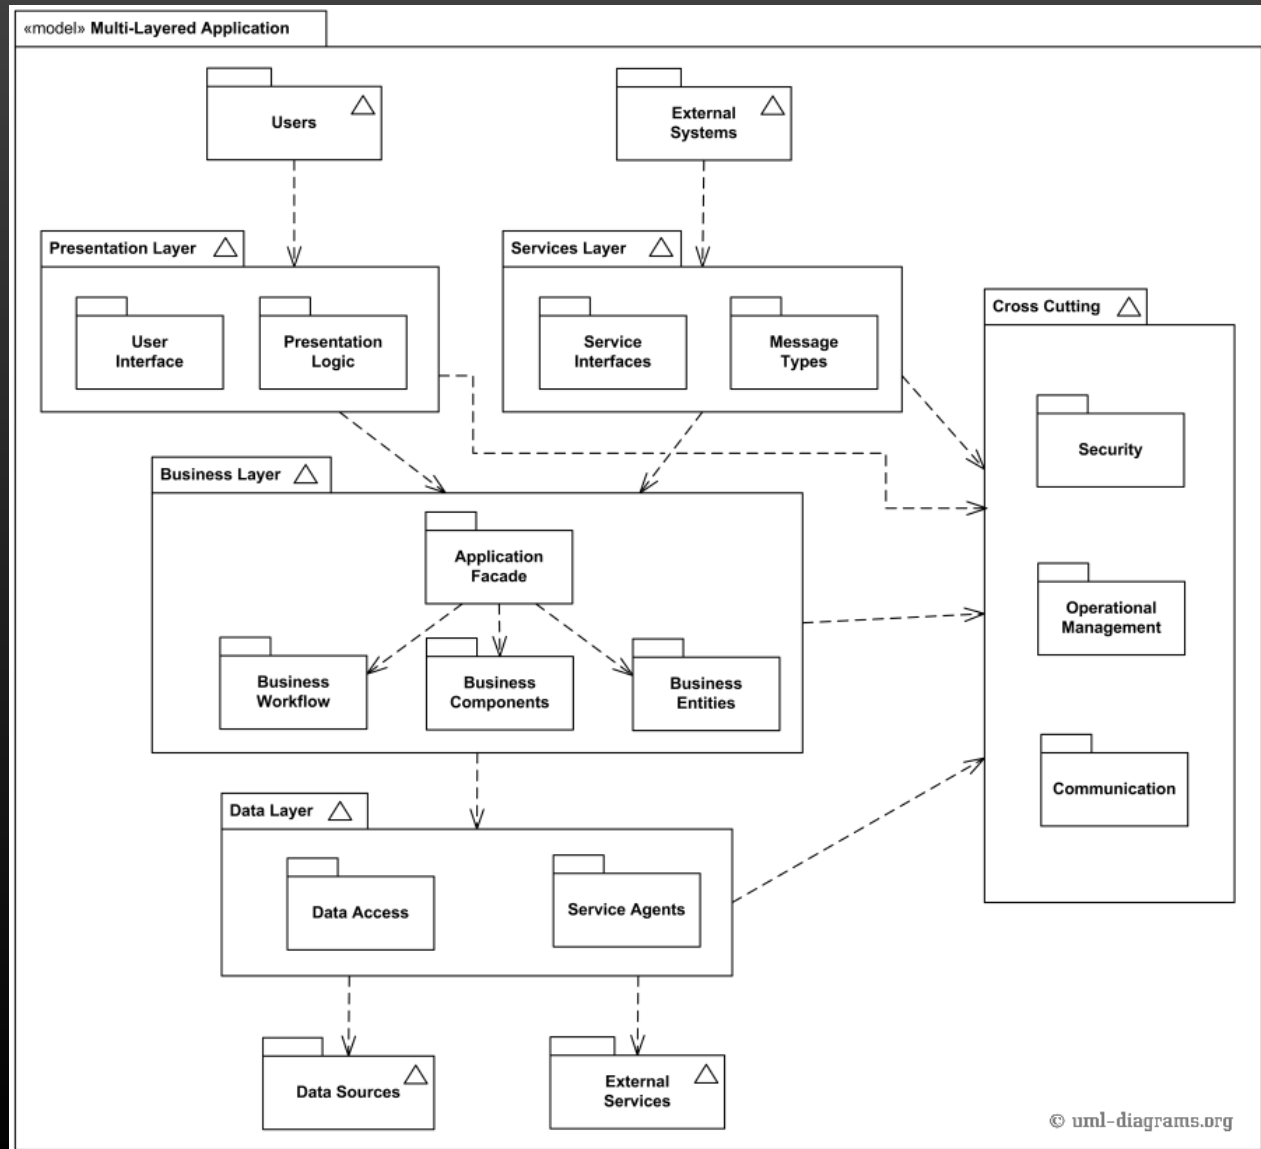 «model» Multi-Layered Application
Users
External
Systems
Presentation Layer
Services Layer
User
Interface
Presentation
Logic
Service
Interfaces
Message
Types
Cross Cutting
Security
Business Layer
Application
Facade
Operational
Management
Business
Workflow
Business
Components
Business
Entities
Communication
Data Layer
Data Access
Service Agents
Data Sources
External
Services
© uml-diagrams.org